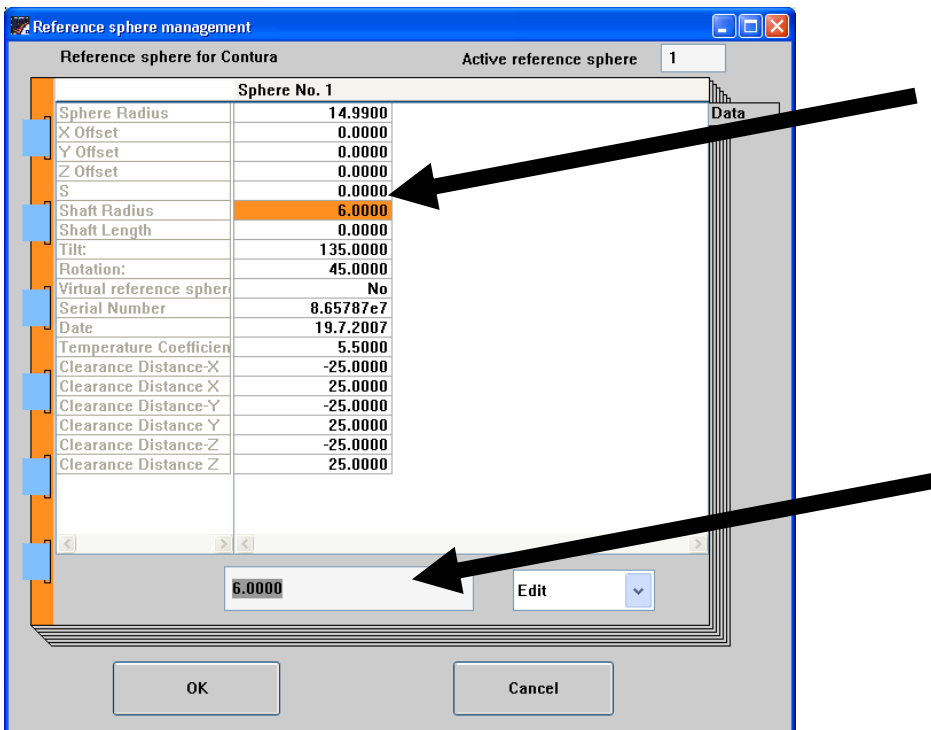 Reference sphere management
Reference sphere for Contura Active reference sphere 1
Sphere No. 1
Data
Sphere Radius 14.9900
X Offset 0.0000
Y Offset 0.0000
Z Offset 0.0000
S 0.0000
Shaft Radius 6.0000
Shaft Length 0.0000
Tilt: 135.0000
Rotation: 45.0000
Virtual reference spher No
Serial Number 8.65787e7
Date 19.7.2007
Temperature Coefficien 5.5000
Clearance Distance-X -25.0000
Clearance Distance X 25.0000
Clearance Distance-Y -25.0000
Clearance Distance Y 25.0000
Clearance Distance-Z -25.0000
Clearance Distance Z 25.0000
6.0000 Edit
OK Cancel